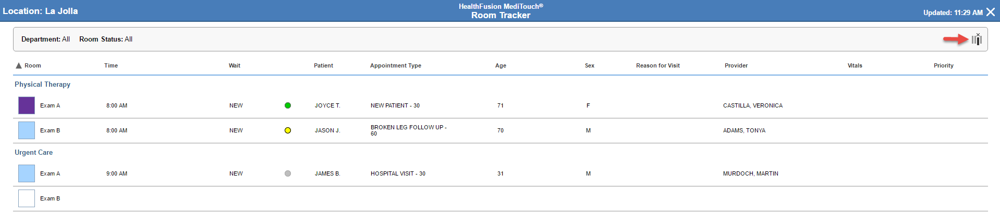 Location: La Jolla
HealthFusion MediTouch®
Room Tracker
Updated: 11:29 AM
Department: All Room Status: All
Room Time Wait Patient Appointment Type Age Sex Reason for Visit Provider Vitals Priority
Physical Therapy
Exam A 8:00 AM NEW JOYCE T. NEW PATIENT - 30 71 F CASTILLA, VERONICA
Exam B 8:00 AM NEW JASON J. BROKEN LEG FOLLOW UP - 70 M ADAMS, TONYA
60
Urgent Care
Exam A 9:00 AM NEW JAMES B. HOSPITAL VISIT - 30 31 M MURDOCH, MARTIN
Exam B